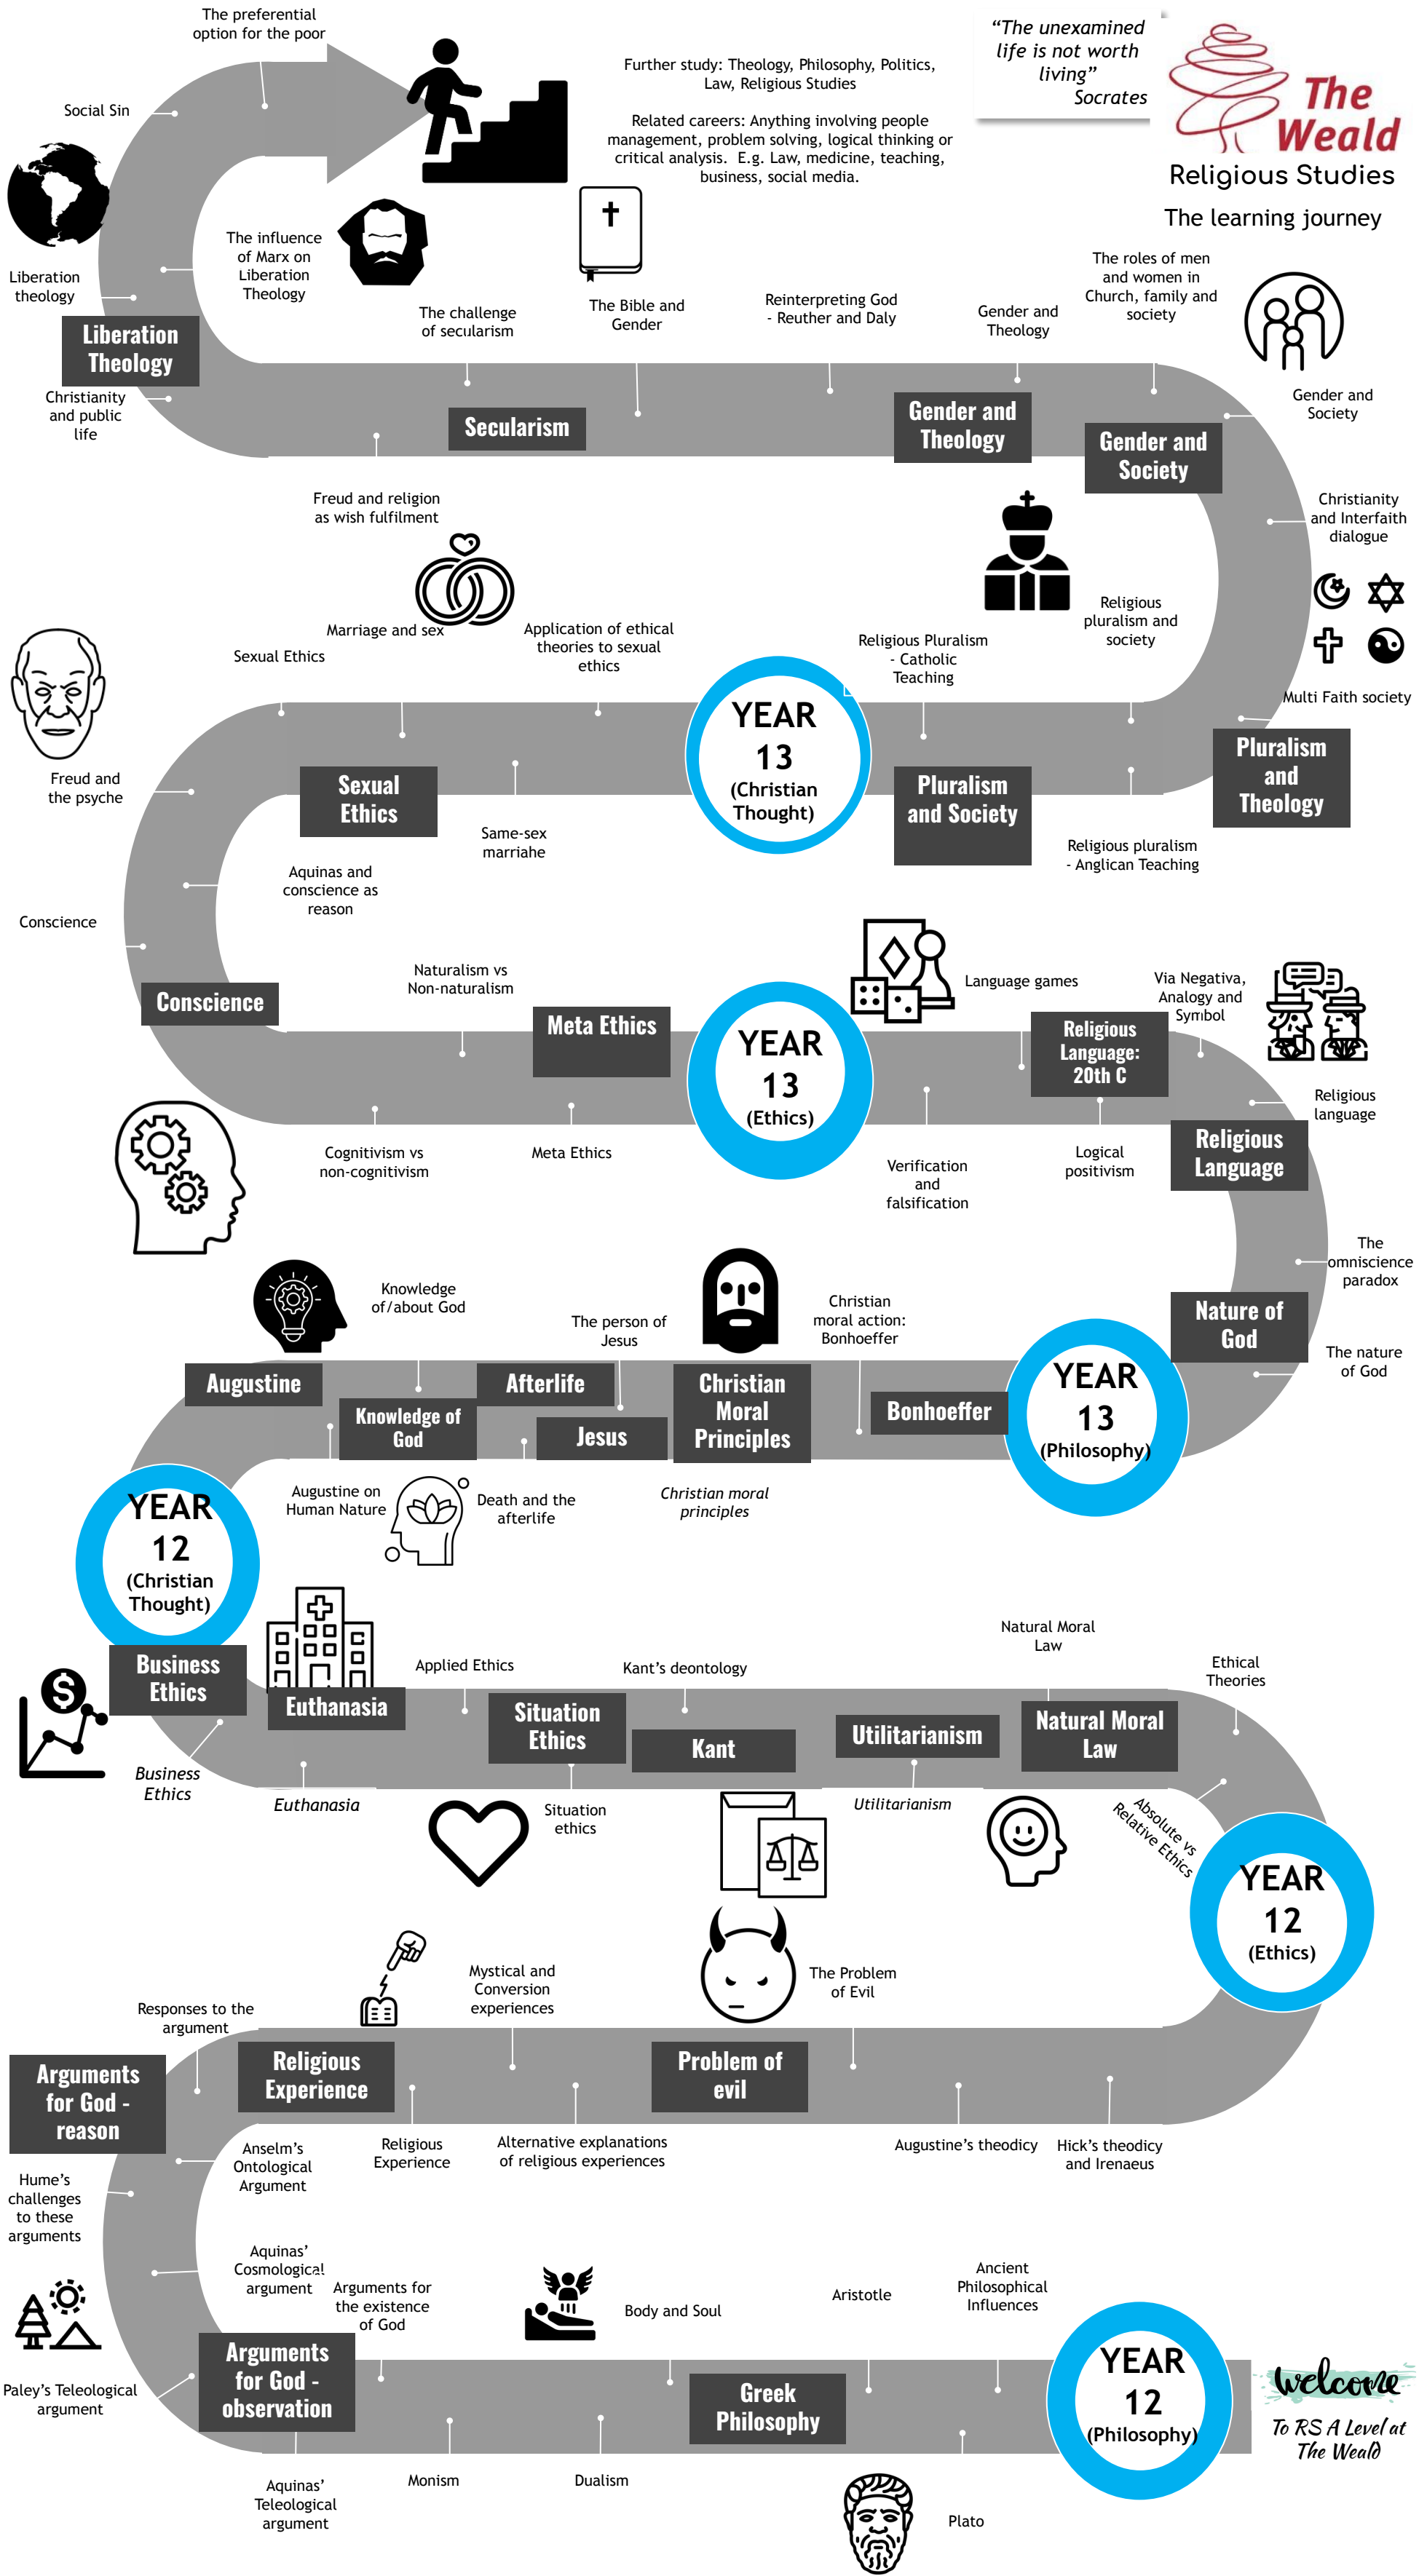 The preferential
option for the poor
“The unexamined
life is not worth
living”
Socrates
The
Weald
Religious Studies
The learning journey
Further study: Theology, Philosophy, Politics,
Law, Religious Studies
Related careers: Anything involving people
management, problem solving, logical thinking or
critical analysis. E.g. Law, medicine, teaching,
business, social media.
Social Sin
The influence
of Marx on
Liberation
Theology
Liberation
theology
The challenge
of secularism
The Bible and
Gender
Reinterpreting God
- Reuther and Daly
Gender and
Theology
The roles of men
and women in
Church, family and
society
Liberation
Theology
Christianity
and public
life
Secularism
Gender and
Theology
Gender and
Society
Gender and
Society
Freud and religion
as wish fulfilment
Christianity
and Interfaith
dialogue
Marriage and sex
Sexual Ethics
Application of ethical
theories to sexual
ethics
Religious Pluralism
- Catholic
Teaching
Religious
pluralism and
society
Multi Faith society
YEAR
13
(Christian
Thought)
Freud and
the psyche
Sexual
Ethics
Same-sex
marriahe
Pluralism
and Society
Pluralism
and
Theology
Religious pluralism
- Anglican Teaching
Aquinas and
conscience as
reason
Conscience
Conscience
Naturalism vs
Non-naturalism
Meta Ethics
YEAR
13
(Ethics)
Language games
Via Negativa,
Analogy and
Symbol
Religious
Language:
20th C
Religious
language
Religious
Language
Cognitivism vs
non-cognitivism
Meta Ethics
Verification
and
falsification
Logical
positivism
The
omniscience
paradox
Nature of
God
The nature
of God
Knowledge
of/about God
The person of
Jesus
Christian
moral action:
Bonhoeffer
YEAR
13
(Philosophy)
Augustine
Knowledge of
God
Afterlife
Jesus
Christian
Moral
Principles
Bonhoeffer
Augustine on
Human Nature
Death and the
afterlife
Christian moral
principles
YEAR
12
(Christian
Thought)
Business
Ethics
Euthanasia
Applied Ethics
Situation
Ethics
Kant’s deontology
Kant
Utilitarianism
Natural Moral
Law
Natural Moral
Law
Ethical
Theories
Business
Ethics
Euthanasia
Situation
ethics
Utilitarianism
Absolute vs
Relative Ethics
YEAR
12
(Ethics)
Mystical and
Conversion
experiences
The Problem
of Evil
Responses to the
argument
Arguments
for God -
reason
Religious
Experience
Problem of
evil
Anselm’s
Ontological
Argument
Religious
Experience
Alternative explanations
of religious experiences
Augustine’s theodicy
Hick’s theodicy
and Irenaeus
Hume’s
challenges
to these
arguments
Aquinas’
Cosmological
argument
Arguments for
the existence
of God
Body and Soul
Aristotle
Ancient
Philosophical
Influences
Paley’s Teleological
argument
Arguments
for God -
observation
Greek
Philosophy
YEAR
12
(Philosophy)
welcome
To RS A Level at
The Weald
Aquinas’
Teleological
argument
Monism
Dualism
Plato